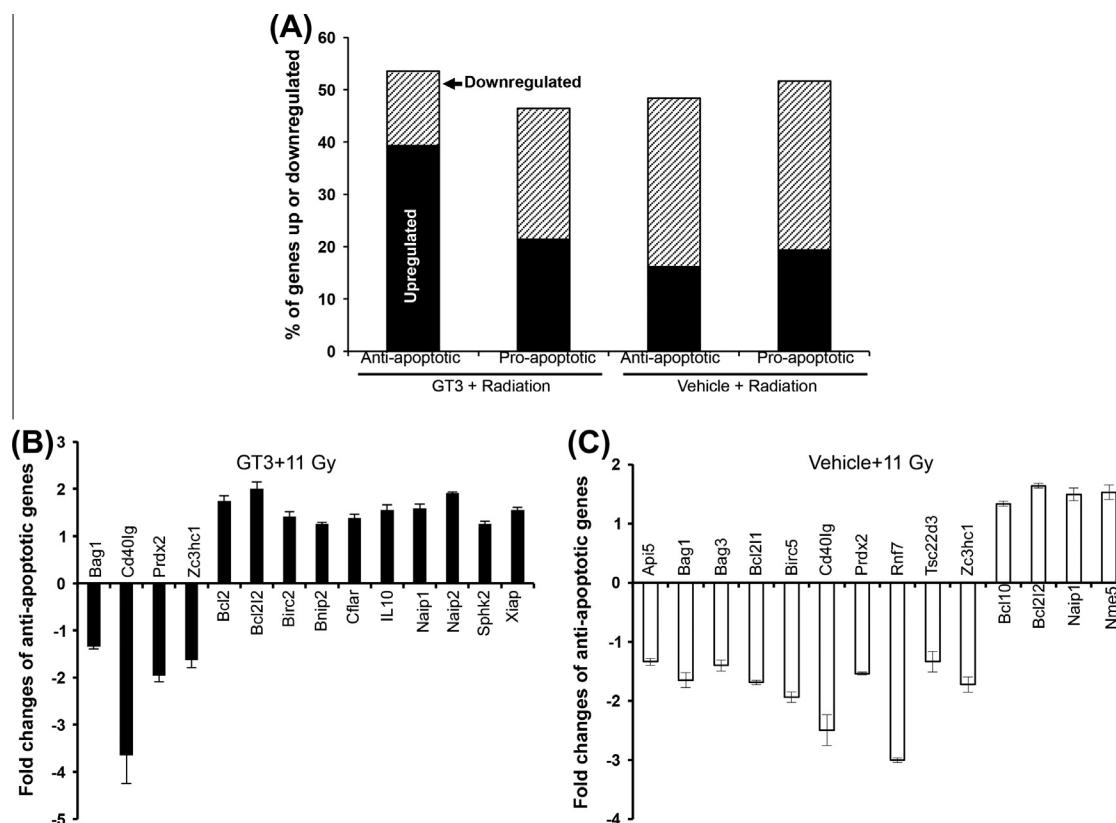 (A)
60
50
40
30
20
10
0
% of genes up or downregulated
Downregulated
Upregulated
Anti-apoptotic Pro-apoptotic Anti-apoptotic Pro-apoptotic
GT3 + Radiation Vehicle + Radiation
(B)
GT3+11 Gy
Fold changes of anti-apoptotic genes
3
2
1
0
-1
-2
-3
-4
-5
Bag1
Cd40lg
Prdx2
Zc3hc1
Bcl2
Bcl2l2
Birc2
Bnip2
Cflar
IL10
Naip1
Naip2
Sphk2
Xiap
(C)
Vehicle+11 Gy
Fold changes of anti-apoptotic genes
2
1
0
-1
-2
-3
-4
Api5
Bag1
Bag3
Bcl2l1
Birc5
Cd40lg
Prdx2
Rnf7
Tsc22d3
Zc3hc1
Bcl10
Bcl2l2
Naip1
Nme5